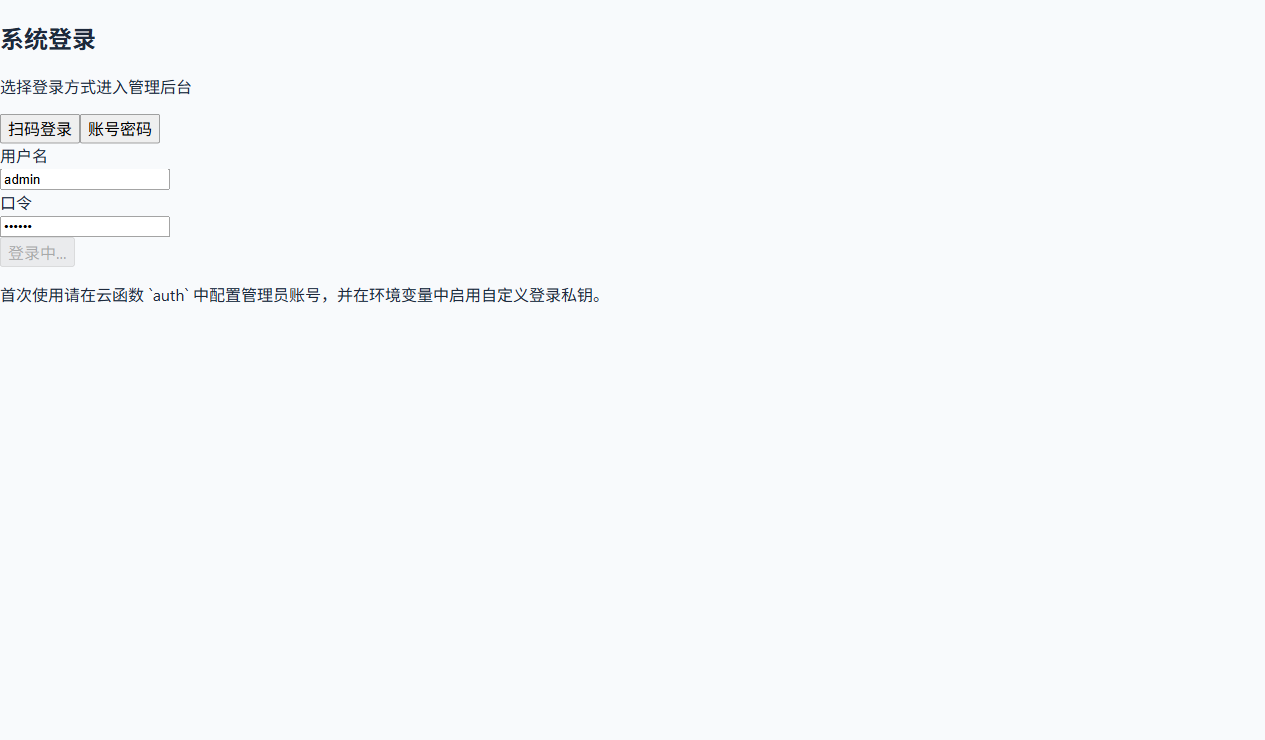 系统登录
选择登录方式进入管理后台
扫码登录 账号密码
用户名
admin
口令
••••••
登录中...
首次使用请在云函数 `auth` 中配置管理员账号，并在环境变量中启用自定义登录私钥。